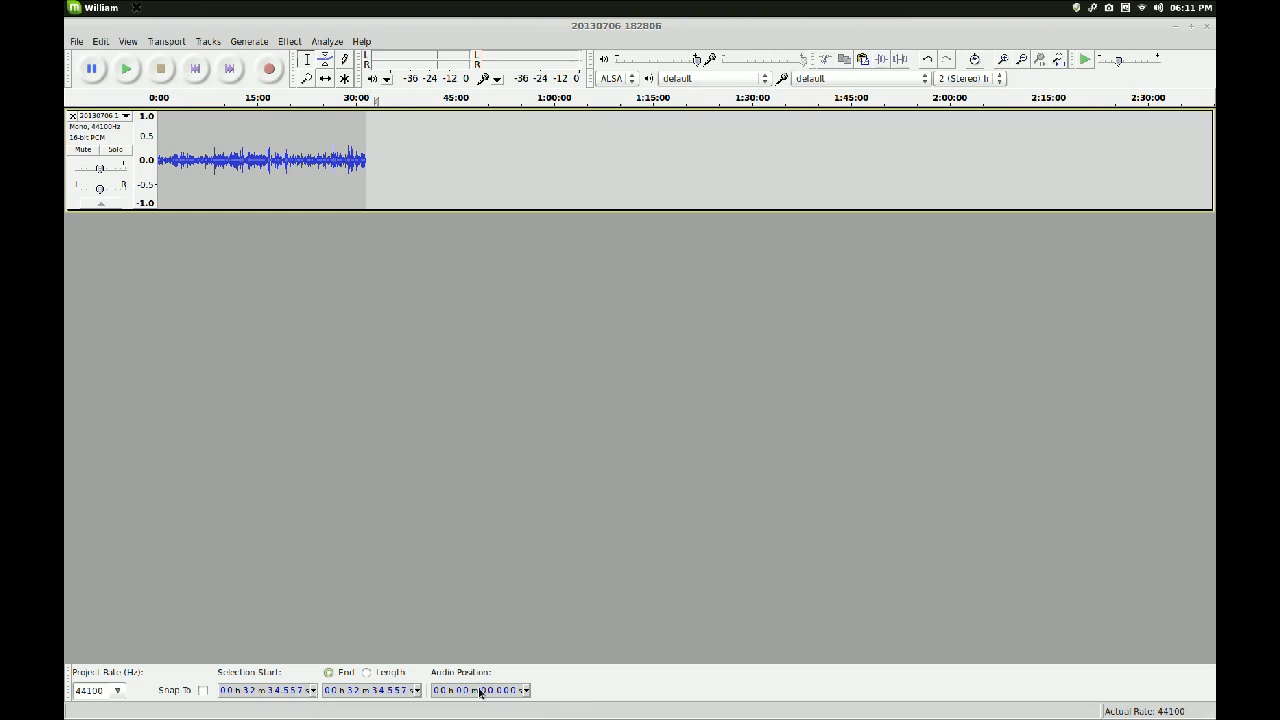 William
06:11 PM
20130706 182806
File Edit View Transport Tracks Generate Effect Analyze Help
L
R
-36 -24 -12 0
L
R
-36 -24 -12 0
ALSA
default
default
2 (Stereo)
0:00 15:00 30:00 45:00 1:00:00 1:15:00 1:30:00 1:45:00 2:00:00 2:15:00 2:30:00
20130706 1
Mono, 44100Hz
16-bit PCM
Mute Solo
L R
1.0
0.5
0.0
-0.5
-1.0
Project Rate (Hz): Selection Start: End Length Audio Position:
44100 Snap To 00 h 32 m 34.557 s 00 h 32 m 34.557 s 00 h 00 m 00.000 s
Actual Rate: 44100